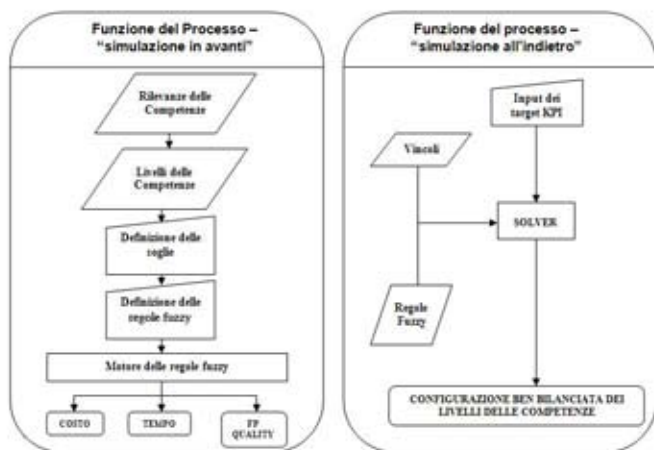 Funzione del Processo –
“simulazione in avanti”
Rilevanze delle
Competenze
Livelli delle
Competenze
Definizione delle
soglie
Definizione delle
regole fuzzy
Motore delle regole fuzzy
COSTO
TEMPO
FP
QUALITY
Funzione del processo –
“simulazione all'indietro”
Input dei
target KPI
Vincoli
SOLVER
Regole
Fuzzy
CONFIGURAZIONE BEN BILANCIATA DEI
LIVELLI DELLE COMPETENZE